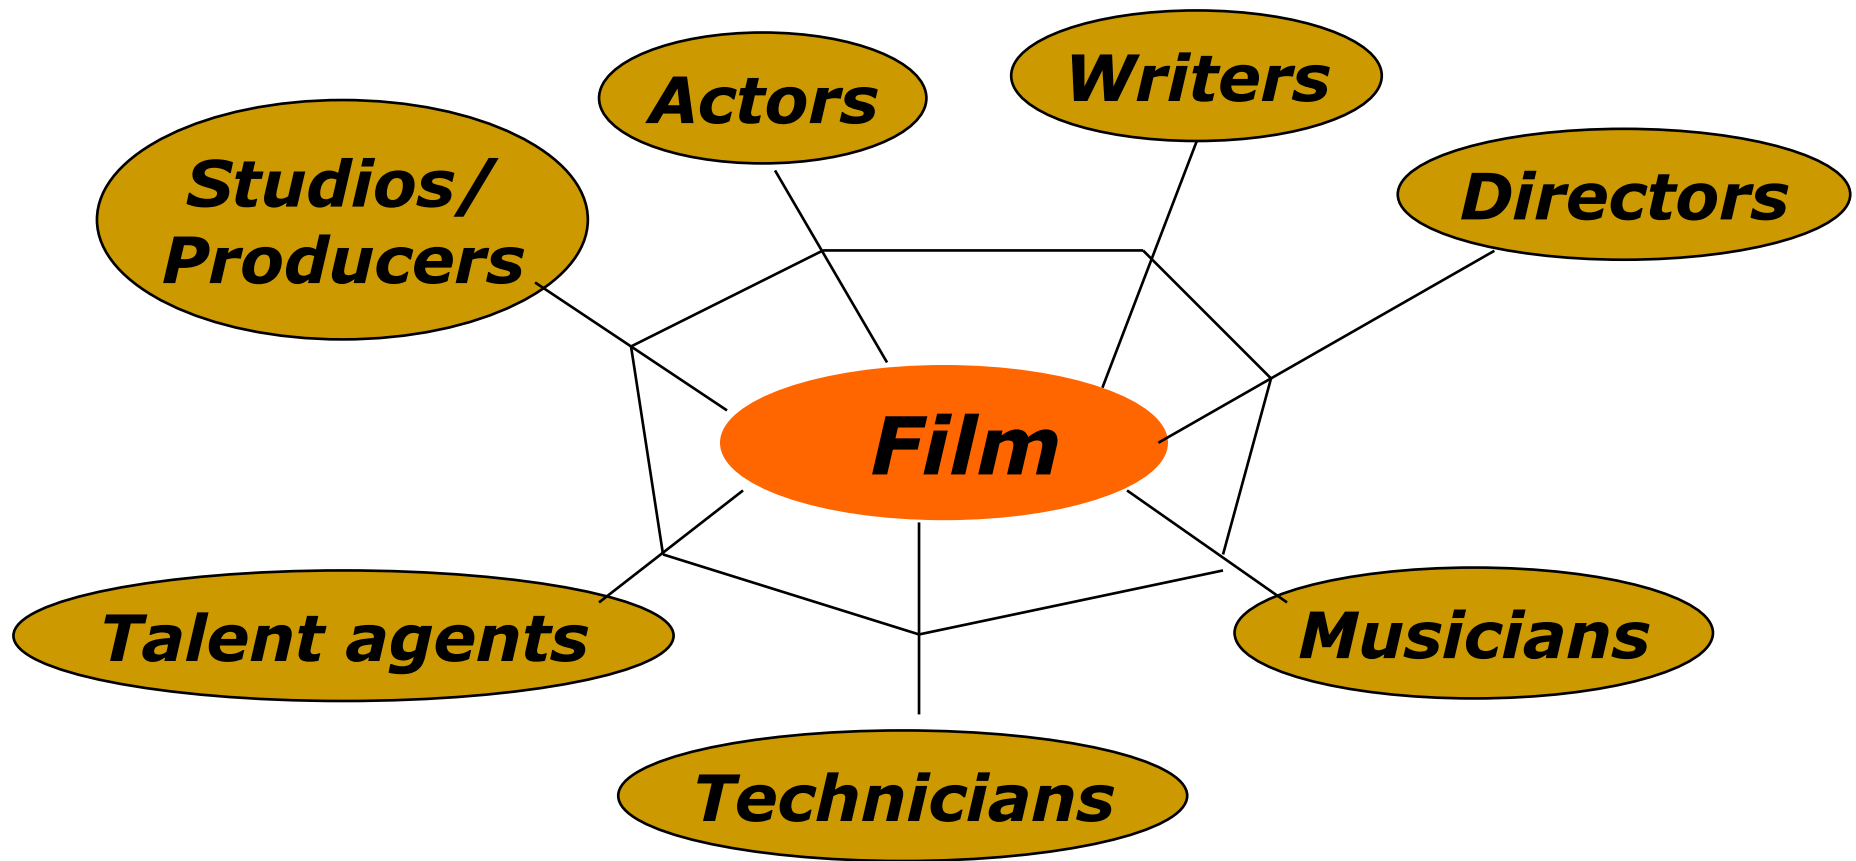 Actors
Writers
Studios/
Producers
Directors
Film
Talent agents
Musicians
Technicians